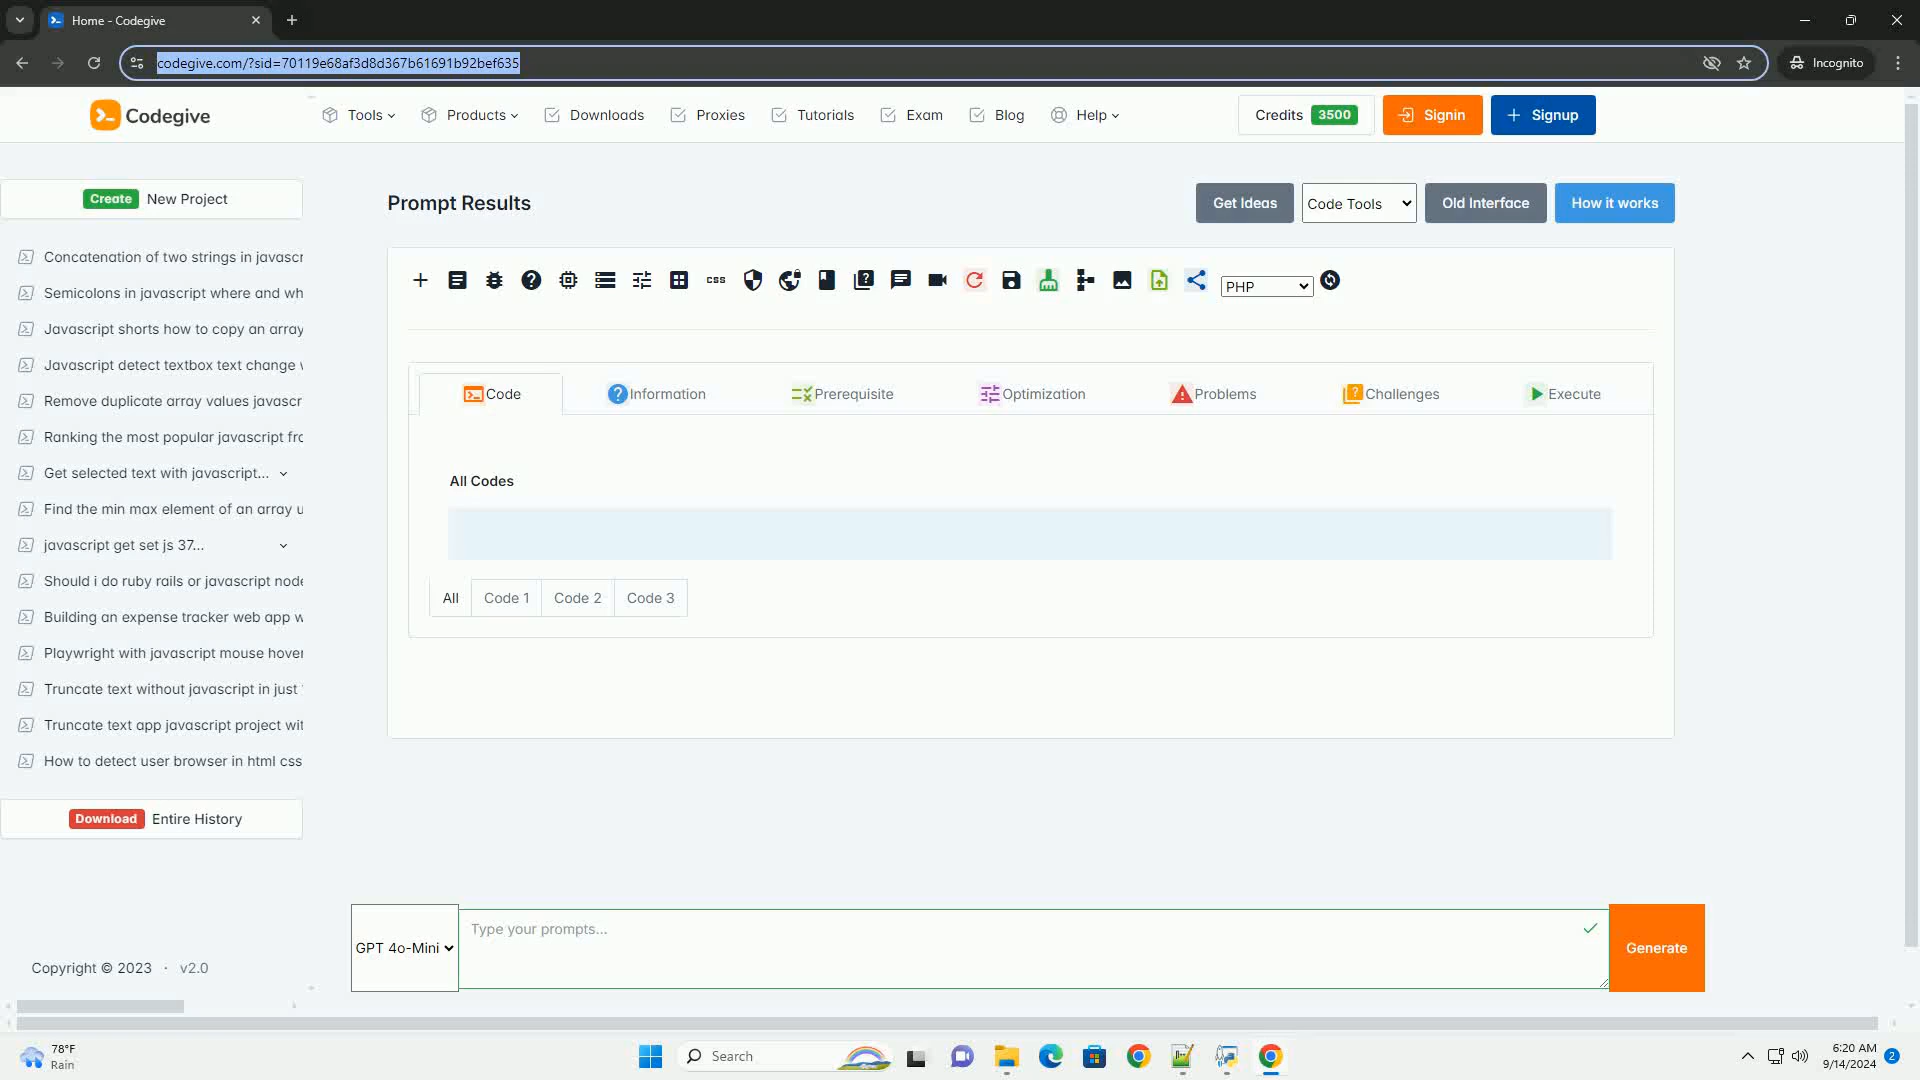 Home - Codegive
codegive.com/?sid=70119e68af3d8d367b61691b92bef635
Incognito
Codegive
Tools
Products
Downloads
Proxies
Tutorials
Exam
Blog
Help
Credits 3500
Signin
Signup
Create New Project
Concatenation of two strings in javascr
Semicolons in javascript where and wh
Javascript shorts how to copy an array
Javascript detect textbox text change v
Remove duplicate array values javascr
Ranking the most popular javascript fra
Get selected text with javascript...
Find the min max element of an array u
javascript get set js 37...
Should i do ruby rails or javascript node
Building an expense tracker web app w
Playwright with javascript mouse hover
Truncate text without javascript in just
Truncate text app javascript project wit
How to detect user browser in html css
Download Entire History
Copyright © 2023 · v2.0
Prompt Results
Get Ideas
Code Tools
Old Interface
How it works
css
PHP
Code
Information
Prerequisite
Optimization
Problems
Challenges
Execute
All Codes
All
Code 1
Code 2
Code 3
GPT 4o-Mini
Type your prompts...
Generate
78°F
Rain
Search
6:20 AM
9/14/2024
2